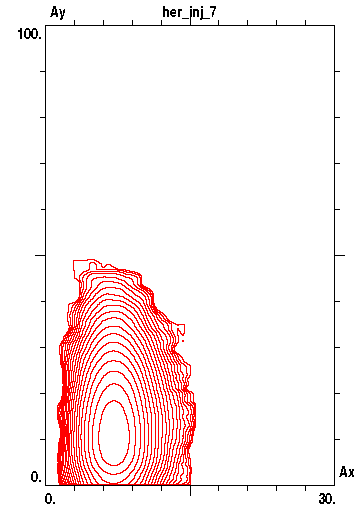 Ay her_inj_7
100.
0.
Ax
0. 30.